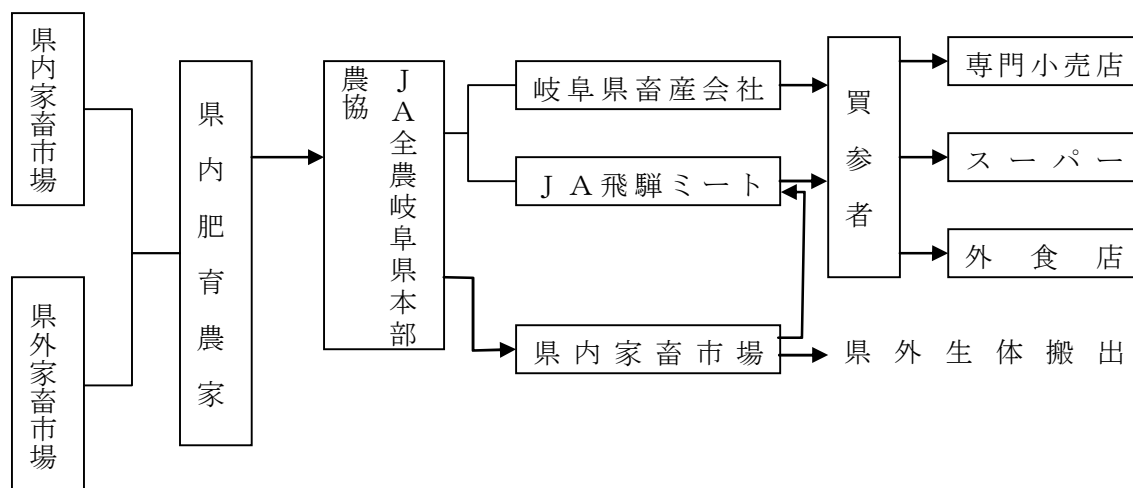 県内家畜市場
県外家畜市場
県内肥育農家
ＪＡ全農岐阜県本部
農協
岐阜県畜産会社
ＪＡ飛騨ミート
県内家畜市場
買参者
専門小売店
スーパー
外食店
県外生体搬出